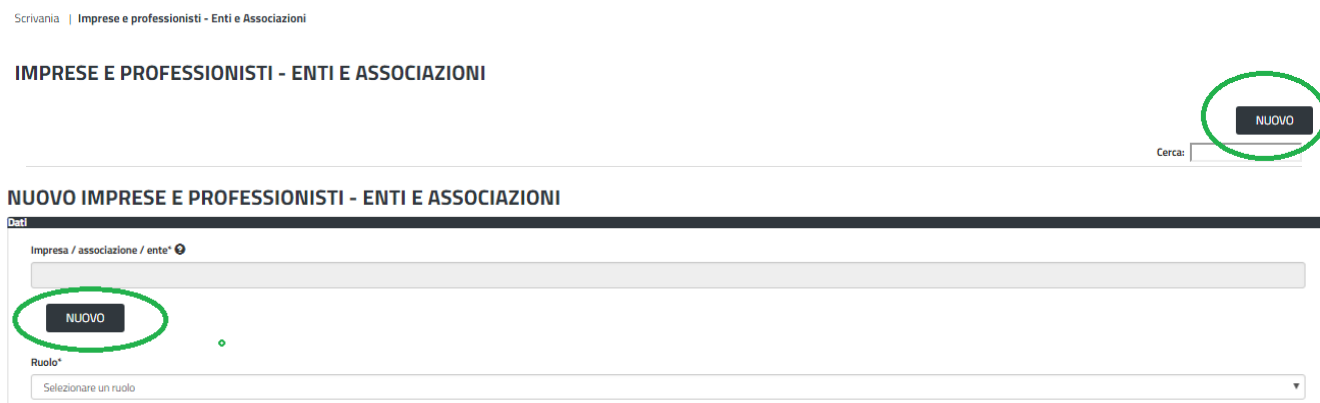 Scrivania | Imprese e professionisti - Enti e Associazioni
IMPRESE E PROFESSIONISTI - ENTI E ASSOCIAZIONI
NUOVO
Cerca:
NUOVO IMPRESE E PROFESSIONISTI - ENTI E ASSOCIAZIONI
Dati
Impresa / associazione / ente* ?
NUOVO
Ruolo*
Selezionare un ruolo